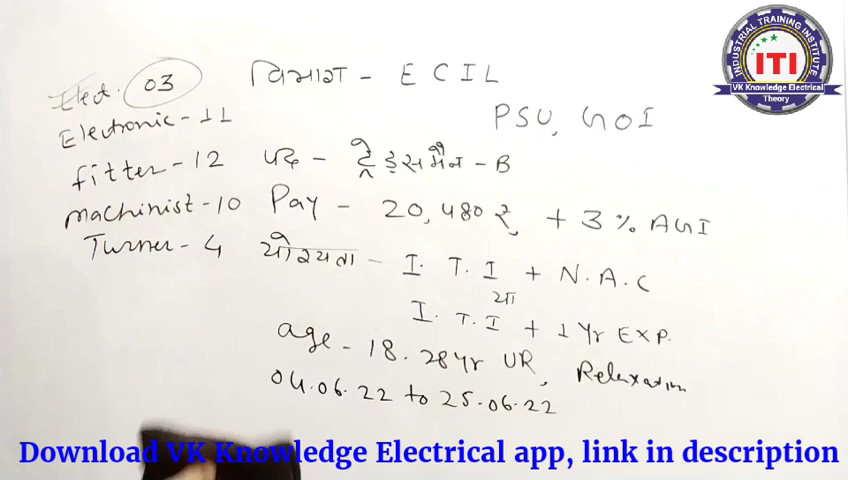 Elect. 03
Electronic - 11
fitter - 12
machinist - 10
Turner - 4
विभाग - E C I L
PSU, GOI
पद - ट्रेड्समैन - B
Pay - 20,480 ₹, + 3 % AGI
योग्यता - I. T. I + N. A. C
या
I. T. I + 1 Yr EXP.
age - 18. 28 yr UR, Relaxation
04.06.22 to 25.06.22
INDUSTRIAL TRAINING INSTITUTE
ITI
VK Knowledge Electrical
Theory
Download VK Knowledge Electrical app, link in description